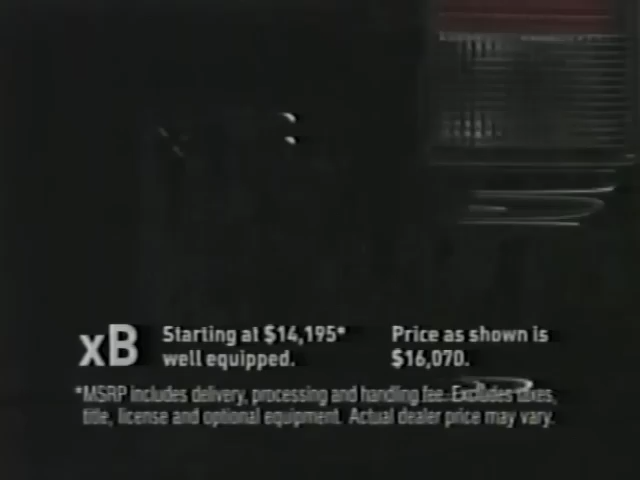 xB
Starting at $14,195*
well equipped.
Price as shown is
$16,070.
*MSRP includes delivery, processing and handling fee. Excludes taxes,
title, license and optional equipment. Actual dealer price may vary.